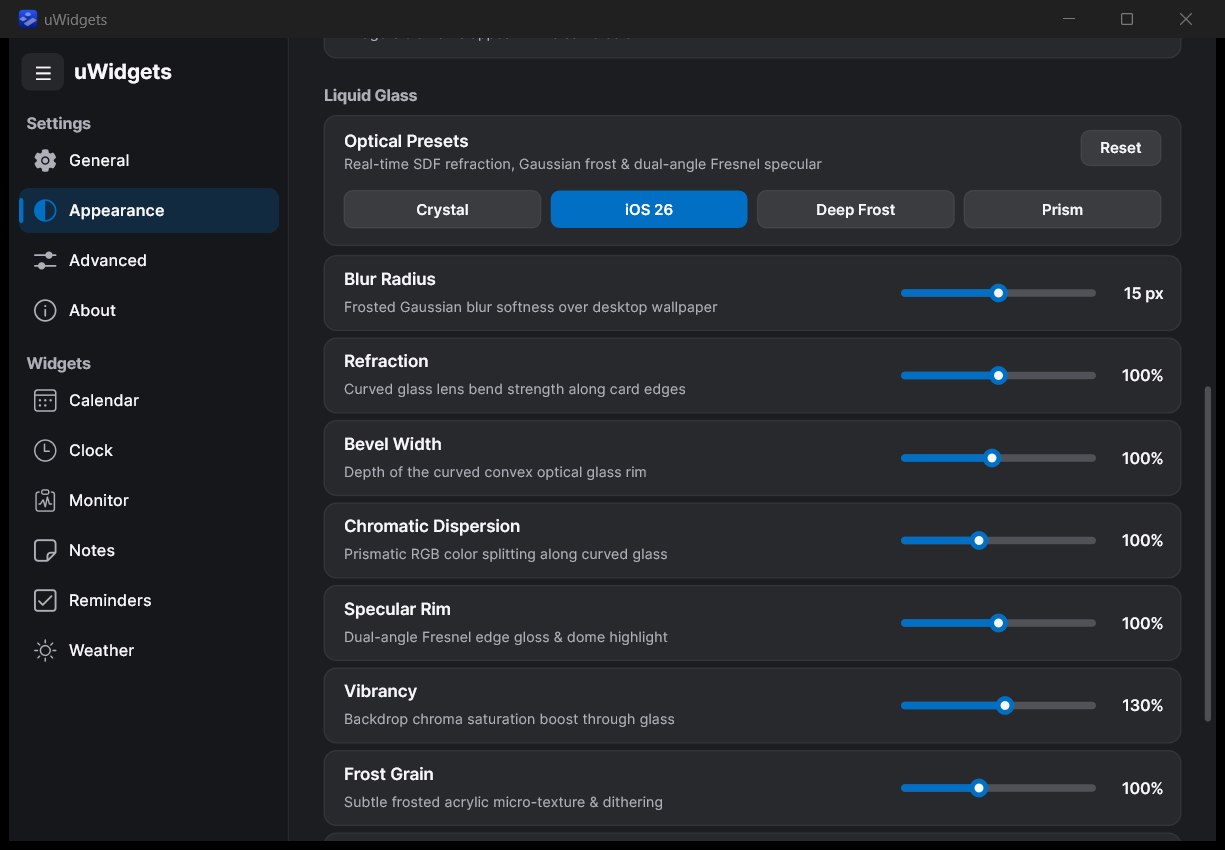 uWidgets
uWidgets
Settings
General
Appearance
Advanced
About
Widgets
Calendar
Clock
Monitor
Notes
Reminders
Weather
Liquid Glass
Optical Presets
Real-time SDF refraction, Gaussian frost & dual-angle Fresnel specular
Reset
Crystal
iOS 26
Deep Frost
Prism
Blur Radius
Frosted Gaussian blur softness over desktop wallpaper
15 px
Refraction
Curved glass lens bend strength along card edges
100%
Bevel Width
Depth of the curved convex optical glass rim
100%
Chromatic Dispersion
Prismatic RGB color splitting along curved glass
100%
Specular Rim
Dual-angle Fresnel edge gloss & dome highlight
100%
Vibrancy
Backdrop chroma saturation boost through glass
130%
Frost Grain
Subtle frosted acrylic micro-texture & dithering
100%